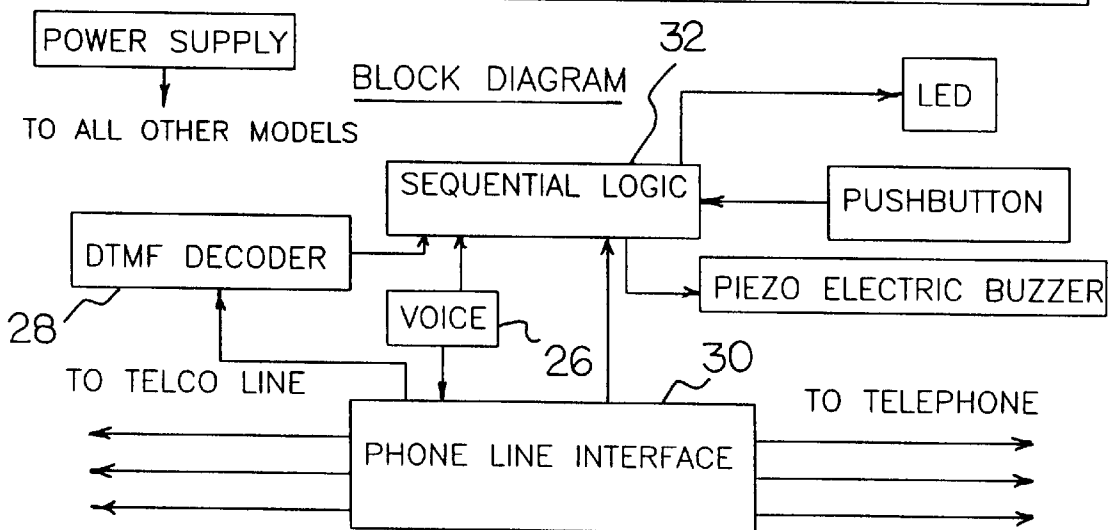 POWER SUPPLY
32
BLOCK DIAGRAM
LED
TO ALL OTHER MODELS
SEQUENTIAL LOGIC
PUSHBUTTON
DTMF DECODER
PIEZO ELECTRIC BUZZER
28
VOICE
26
30
TO TELCO LINE
TO TELEPHONE
PHONE LINE INTERFACE